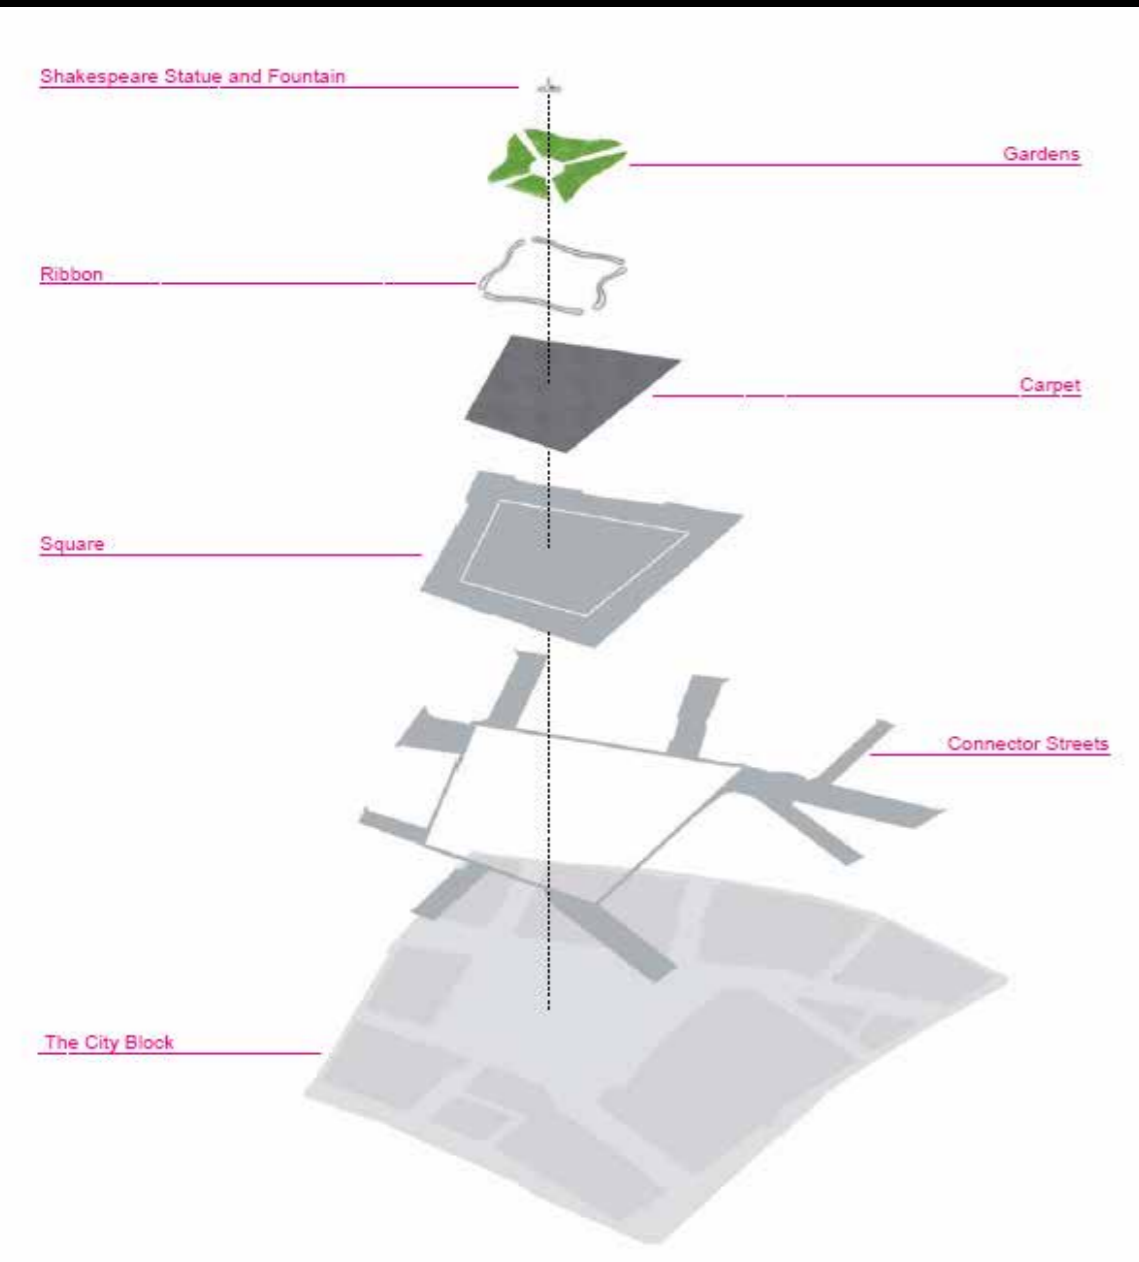 Shakespeare Statue and Fountain
Gardens
Ribbon
Carpet
Square
Connector Streets
The City Block